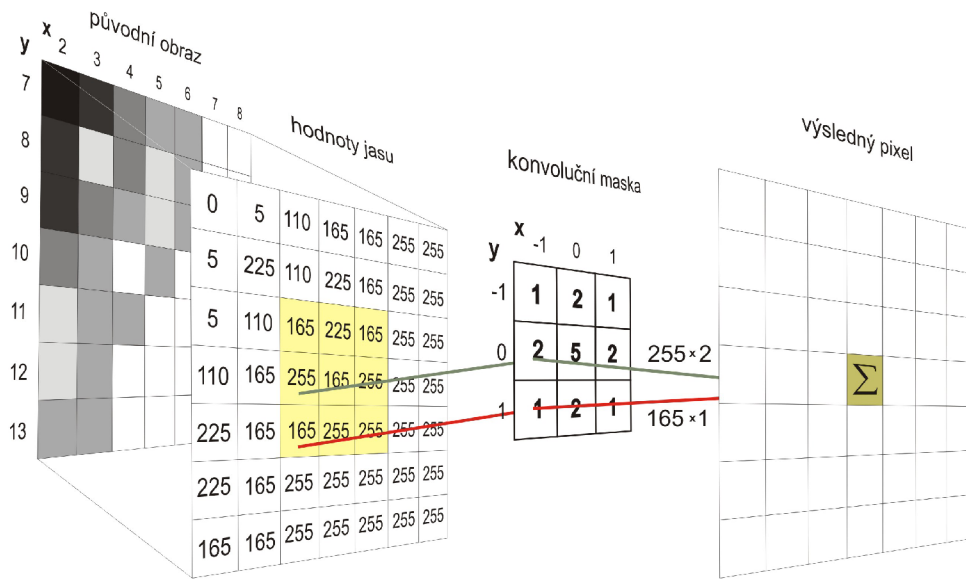 původní obraz
x 2 3 4 5 6 7 8
y
7
8
9
10
11
12
13
hodnoty jasu
0 5 110 165 165 255 255
5 225 110 225 165 255 255
5 110 165 225 165 255 255
110 165 255 165 255 255 255
225 165 165 255 255 255 255
225 165 255 255 255 255 255
165 165 255 255 255 255 255
konvoluční maska
x
y -1 0 1
-1 1 2 1
0 2 5 2
1 1 2 1
255×2
165×1
výsledný pixel
Σ